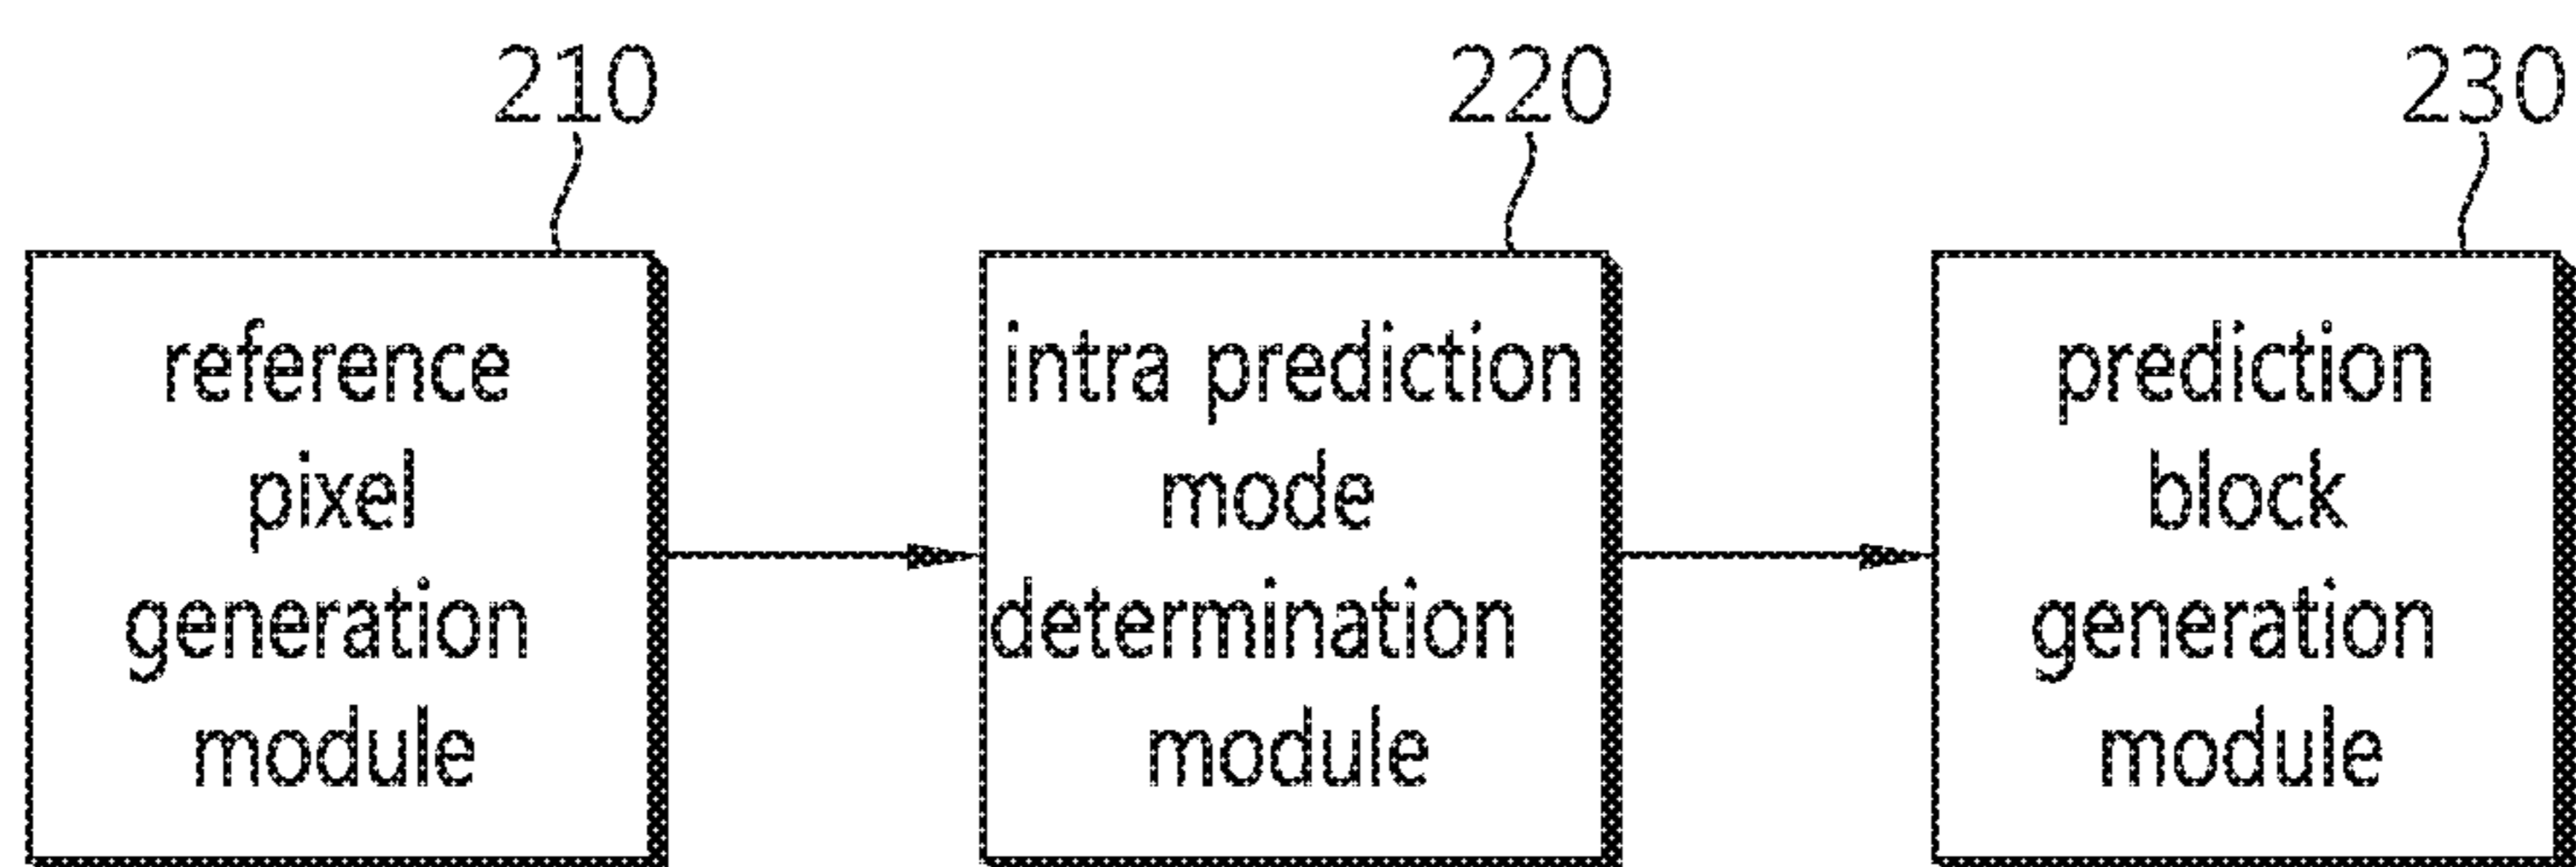 210
220
230
reference
pixel
generation
module
intra prediction
mode
determination
module
prediction
block
generation
module